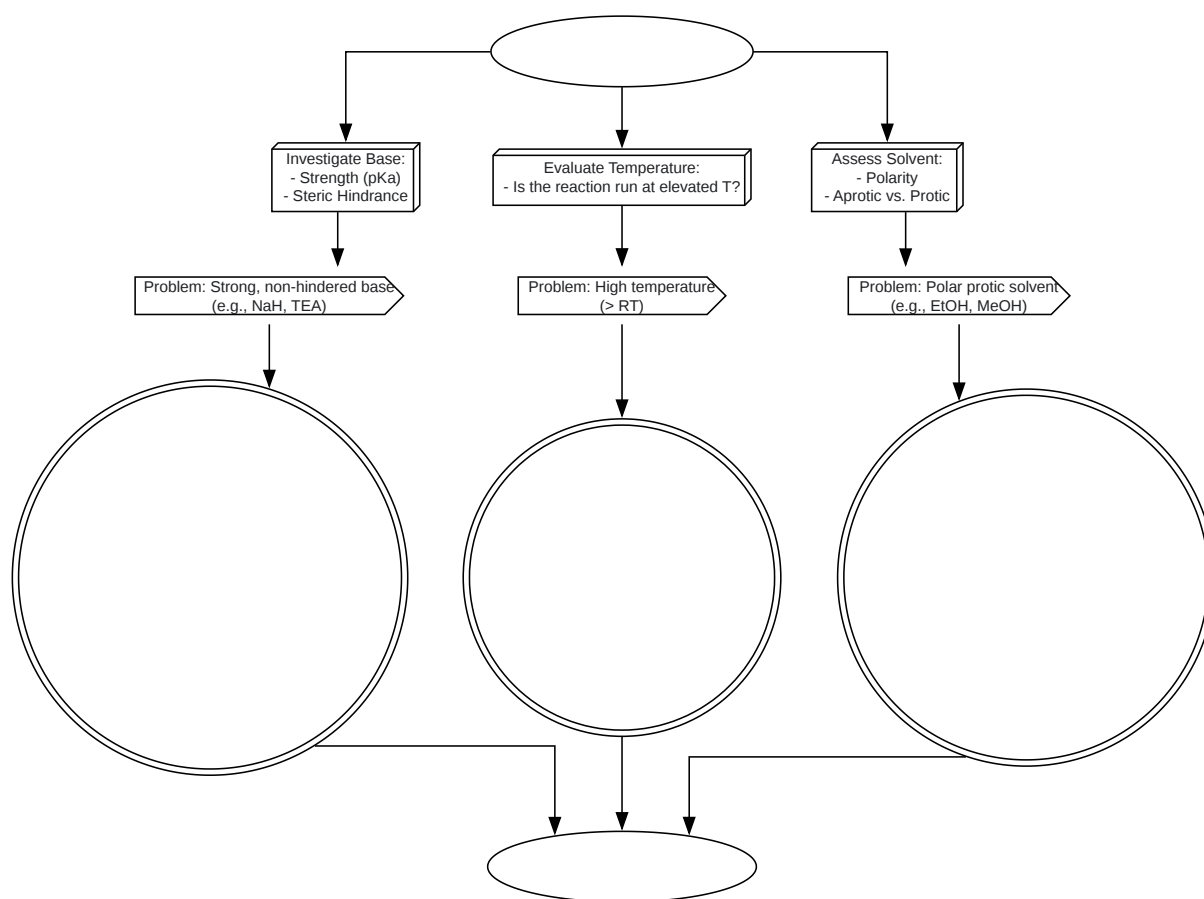 Investigate Base:
- Strength (pKa)
- Steric Hindrance
Evaluate Temperature:
- Is the reaction run at elevated T?
Assess Solvent:
- Polarity
- Aprotic vs. Protic
Problem: Strong, non-hindered base
(e.g., NaH, TEA)
Problem: High temperature
(> RT)
Problem: Polar protic solvent
(e.g., EtOH, MeOH)